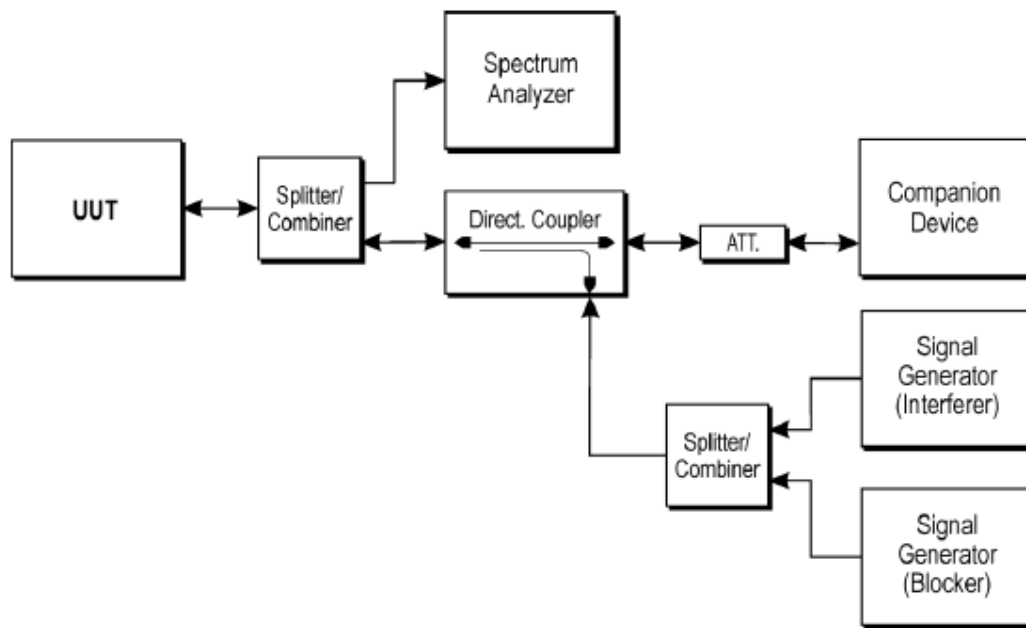 Spectrum
Analyzer
UUT
Splitter/
Combiner
Direct. Coupler
ATT.
Companion
Device
Signal
Generator
(Interferer)
Splitter/
Combiner
Signal
Generator
(Blocker)